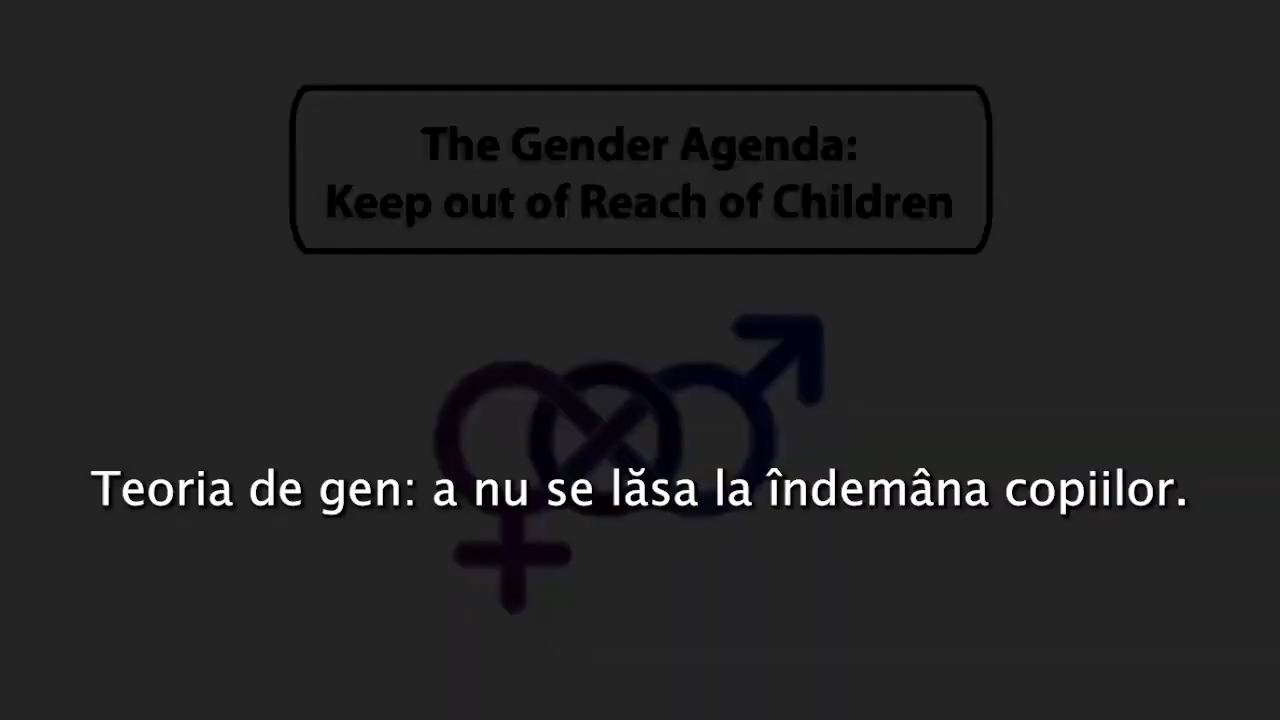 The Gender Agenda:
Keep out of Reach of Children
Teoria de gen: a nu se lăsa la îndemâna copiilor.